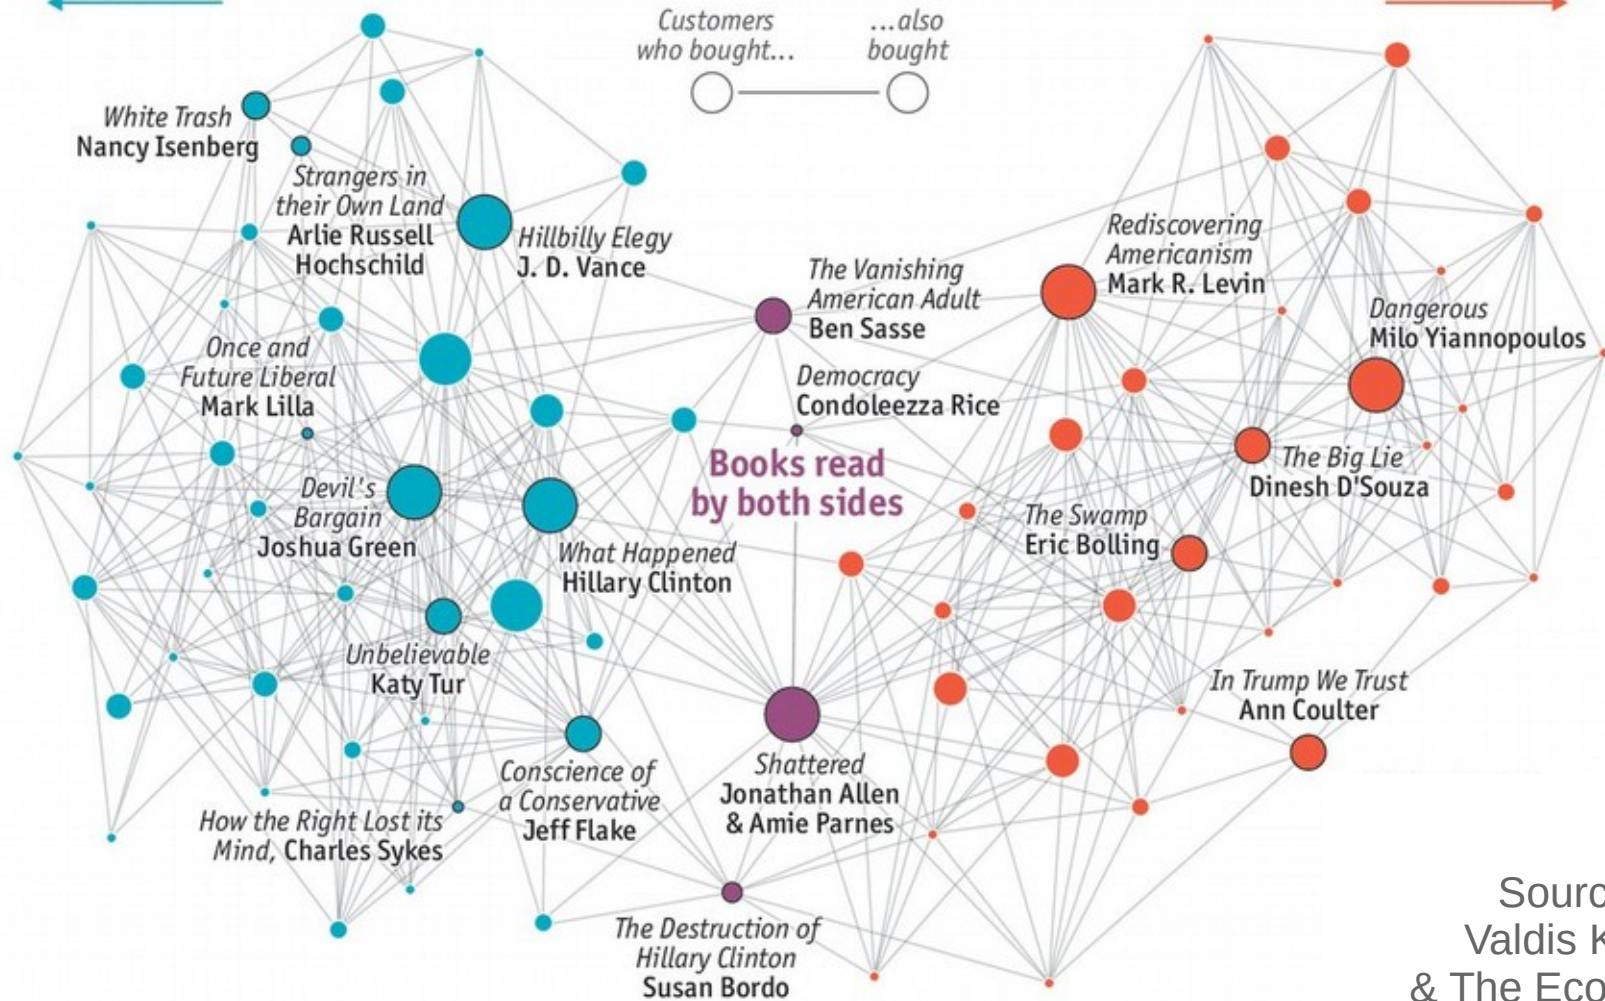 Customers
who bought...
...also
bought
White Trash
Nancy Isenberg
Strangers in
their Own Land
Arlie Russell
Hochschild
Hillbilly Elegy
J. D. Vance
The Vanishing
American Adult
Ben Sasse
Rediscovering
Americanism
Mark R. Levin
Dangerous
Milo Yiannopoulos
Once and
Future Liberal
Mark Lilla
Democracy
Condoleezza Rice
Books read
by both sides
The Big Lie
Dinesh D'Souza
Devil's
Bargain
Joshua Green
The Swamp
Eric Bolling
What Happened
Hillary Clinton
Unbelievable
Katy Tur
In Trump We Trust
Ann Coulter
Conscience of
a Conservative
Jeff Flake
Shattered
Jonathan Allen
& Amie Parnes
How the Right Lost its
Mind, Charles Sykes
The Destruction of
Hillary Clinton
Susan Bordo
Sourc
Valdis K
& The Eco